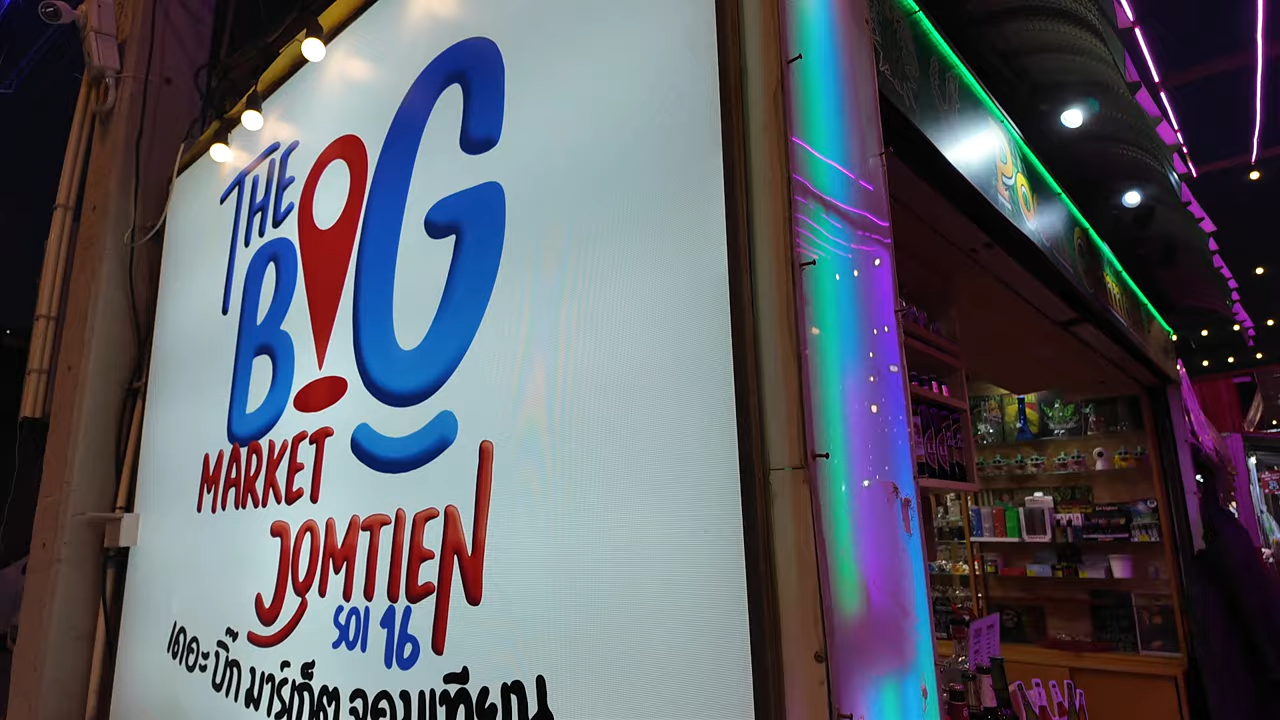 THE
BIG
MARKET
JOMTIEN
SOI 16
เดอะ บิ๊ก มาร์เก็ต จอมเทียน